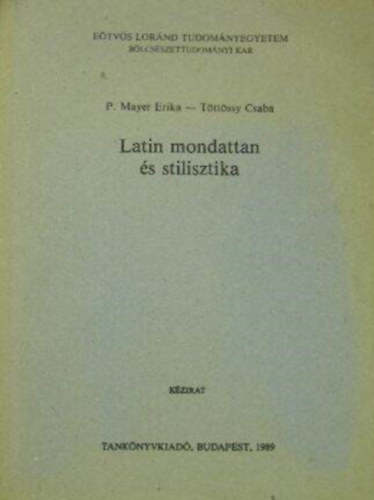 EÖTVÖS LORÁND TUDOMÁNYEGYETEM
BÖLCSÉSZETTUDOMÁNYI KAR
P. Mayer Erika — Töttössy Csaba
Latin mondattan
és stilisztika
KÉZIRAT
TANKÖNYVKIADÓ, BUDAPEST, 1989